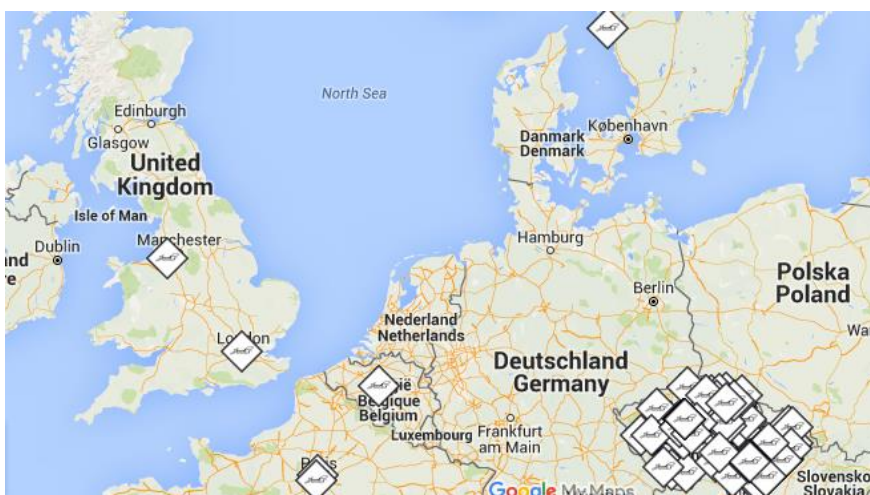 North Sea
Edinburgh
Glasgow
United
Kingdom
Isle of Man
Dublin
Manchester
London
Danmark
Denmark
København
Hamburg
Berlin
Polska
Poland
Nederland
Netherlands
Deutschland
Germany
Belgique
Belgium
Luxembourg
Frankfurt
am Main
Slovensko
Slovakia
Google My Maps